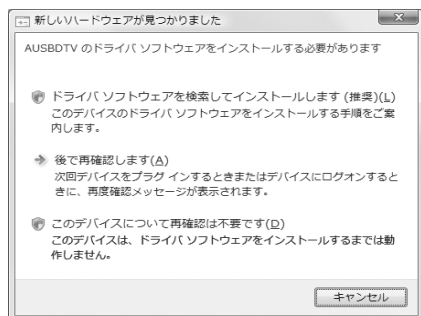 新しいハードウェアが見つかりました
AUSBDTV のドライバ ソフトウェアをインストールする必要があります
ドライバ ソフトウェアを検索してインストールします (推奨)(L)
このデバイスのドライバ ソフトウェアをインストールする手順をご案
内します。
後で再確認します(A)
次回デバイスをプラグ インするときまたはデバイスにログオンすると
きに、再度確認メッセージが表示されます。
このデバイスについて再確認は不要です(D)
このデバイスは、ドライバ ソフトウェアをインストールするまでは動
作しません。
キャンセル